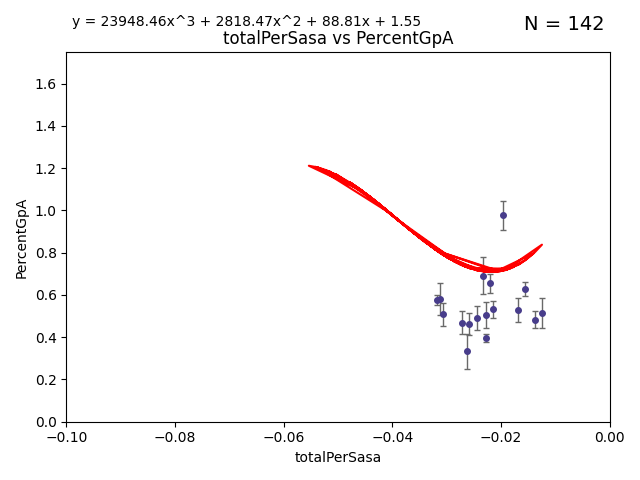 y = 23948.46x^3 + 2818.47x^2 + 88.81x + 1.55
N = 142
totalPerSasa vs PercentGpA
PercentGpA
1.6
1.4
1.2
1.0
0.8
0.6
0.4
0.2
0.0
−0.10 −0.08 −0.06 −0.04 −0.02 0.00
totalPerSasa